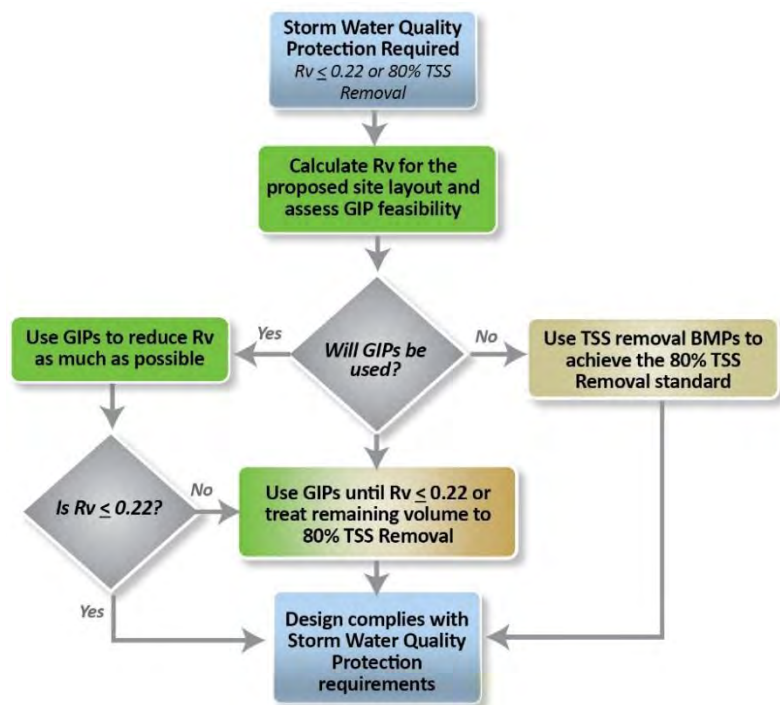 Storm Water Quality
Protection Required
Rv ≤ 0.22 or 80% TSS
Removal
Calculate Rv for the
proposed site layout and
assess GIP feasibility
Use GIPs to reduce Rv
as much as possible
Yes
Will GIPs be
used?
No
Use TSS removal BMPs to
achieve the 80% TSS
Removal standard
Is Rv ≤ 0.22?
No
Use GIPs until Rv ≤ 0.22 or
treat remaining volume to
80% TSS Removal
Yes
Design complies with
Storm Water Quality
Protection
requirements